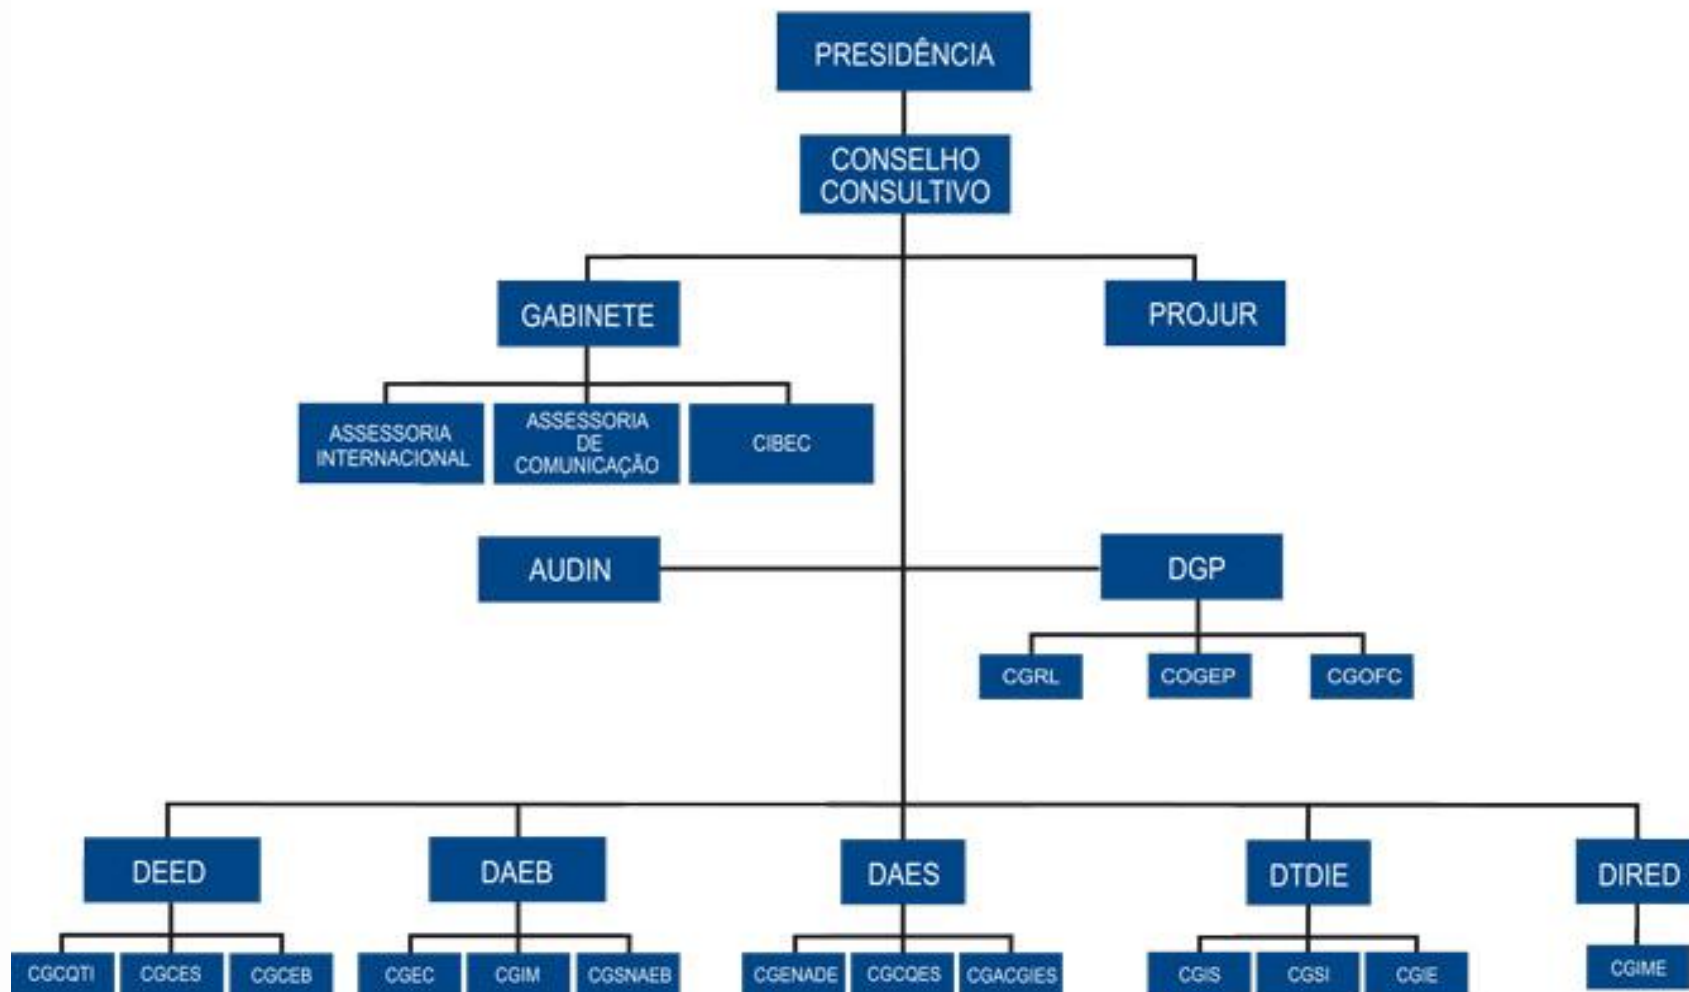 PRESIDÊNCIA
CONSELHO
CONSULTIVO
GABINETE
PROJUR
ASSESSORIA
INTERNACIONAL
ASSESSORIA
DE
COMUNICAÇÃO
CIBEC
AUDIN
DGP
CGRL
COGEP
CGOFC
DEED
DAEB
DAES
DTDIE
DIRED
CGCQTI
CGCES
CGCEB
CGEC
CGIM
CGSNAEB
CGENADE
CGCQES
CGACGIES
CGIS
CGSI
CGIE
CGIME